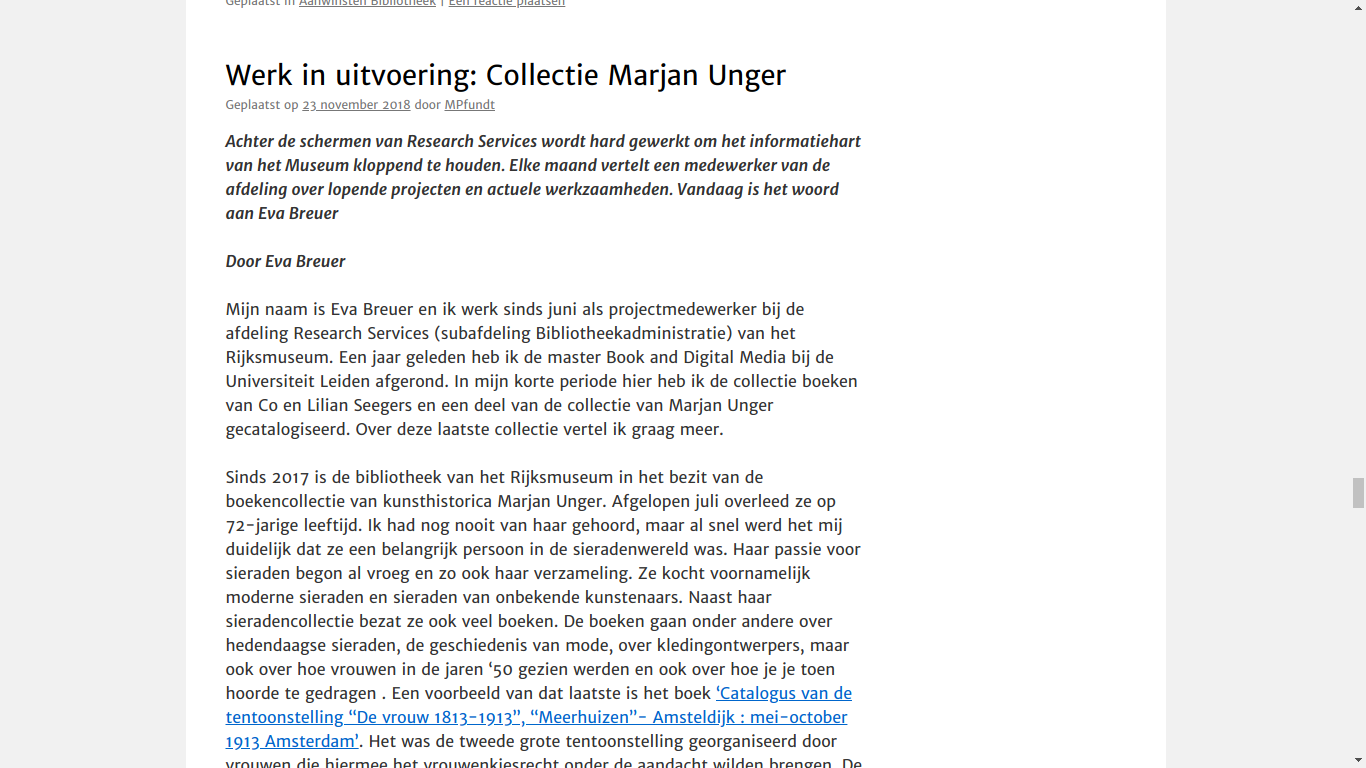 Geplaatst in Aanwinsten Bibliotheek | Een reactie plaatsen
Werk in uitvoering: Collectie Marjan Unger
Geplaatst op 23 november 2018 door MPfundt
Achter de schermen van Research Services wordt hard gewerkt om het informatiehart
van het Museum kloppend te houden. Elke maand vertelt een medewerker van de
afdeling over lopende projecten en actuele werkzaamheden. Vandaag is het woord
aan Eva Breuer
Door Eva Breuer
Mijn naam is Eva Breuer en ik werk sinds juni als projectmedewerker bij de
afdeling Research Services (subafdeling Bibliotheekadministratie) van het
Rijksmuseum. Een jaar geleden heb ik de master Book and Digital Media bij de
Universiteit Leiden afgerond. In mijn korte periode hier heb ik de collectie boeken
van Co en Lilian Seegers en een deel van de collectie van Marjan Unger
gecatalogiseerd. Over deze laatste collectie vertel ik graag meer.
Sinds 2017 is de bibliotheek van het Rijksmuseum in het bezit van de
boekencollectie van kunsthistorica Marjan Unger. Afgelopen juli overleed ze op
72-jarige leeftijd. Ik had nog nooit van haar gehoord, maar al snel werd het mij
duidelijk dat ze een belangrijk persoon in de sieradenwereld was. Haar passie voor
sieraden begon al vroeg en zo ook haar verzameling. Ze kocht voornamelijk
moderne sieraden en sieraden van onbekende kunstenaars. Naast haar
sieradencollectie bezat ze ook veel boeken. De boeken gaan onder andere over
hedendaagse sieraden, de geschiedenis van mode, over kledingontwerpers, maar
ook over hoe vrouwen in de jaren ‘50 gezien werden en ook over hoe je je toen
hoorde te gedragen . Een voorbeeld van dat laatste is het boek ‘Catalogus van de
tentoonstelling “De vrouw 1813-1913”, “Meerhuizen”- Amsteldijk : mei-october
1913 Amsterdam’. Het was de tweede grote tentoonstelling georganiseerd door
vrouwen die hiermee het vrouwenkiesrecht onder de aandacht wilden brengen. De